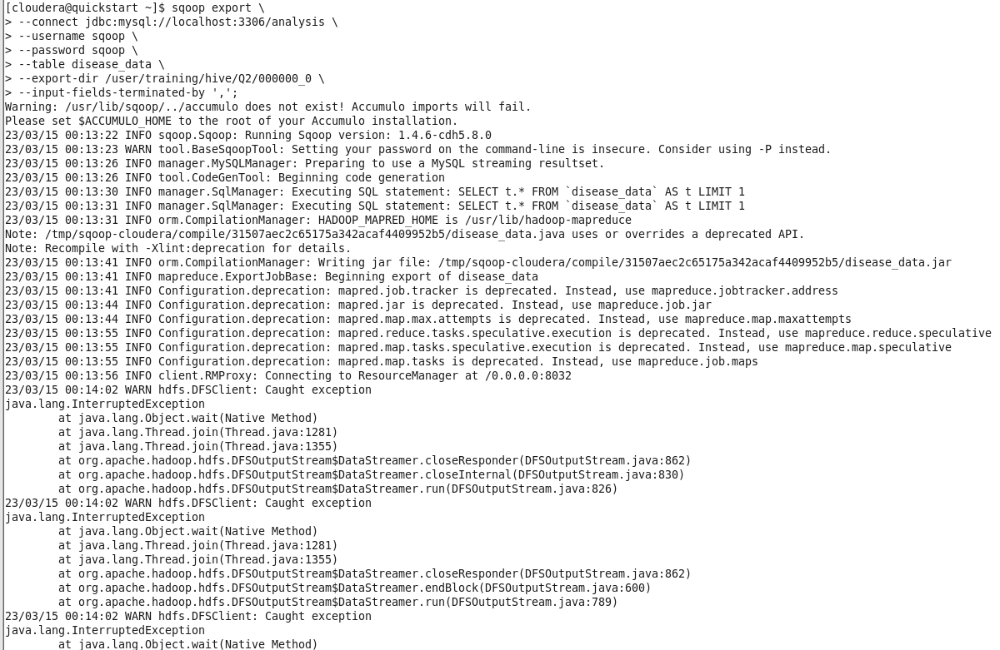 [cloudera@quickstart ~]$ sqoop export \
> --connect jdbc:mysql://localhost:3306/analysis \
> --username sqoop \
> --password sqoop \
> --table disease_data \
> --export-dir /user/training/hive/Q2/000000_0 \
> --input-fields-terminated-by ',';
Warning: /usr/lib/sqoop/../accumulo does not exist! Accumulo imports will fail.
Please set $ACCUMULO_HOME to the root of your Accumulo installation.
23/03/15 00:13:22 INFO sqoop.Sqoop: Running Sqoop version: 1.4.6-cdh5.8.0
23/03/15 00:13:23 WARN tool.BaseSqoopTool: Setting your password on the command-line is insecure. Consider using -P instead.
23/03/15 00:13:26 INFO manager.MySQLManager: Preparing to use a MySQL streaming resultset.
23/03/15 00:13:26 INFO tool.CodeGenTool: Beginning code generation
23/03/15 00:13:30 INFO manager.SqlManager: Executing SQL statement: SELECT t.* FROM `disease_data` AS t LIMIT 1
23/03/15 00:13:31 INFO manager.SqlManager: Executing SQL statement: SELECT t.* FROM `disease_data` AS t LIMIT 1
23/03/15 00:13:31 INFO orm.CompilationManager: HADOOP_MAPRED_HOME is /usr/lib/hadoop-mapreduce
Note: /tmp/sqoop-cloudera/compile/31507aec2c65175a342acaf4409952b5/disease_data.java uses or overrides a deprecated API.
Note: Recompile with -Xlint:deprecation for details.
23/03/15 00:13:41 INFO orm.CompilationManager: Writing jar file: /tmp/sqoop-cloudera/compile/31507aec2c65175a342acaf4409952b5/disease_data.jar
23/03/15 00:13:41 INFO mapreduce.ExportJobBase: Beginning export of disease_data
23/03/15 00:13:41 INFO Configuration.deprecation: mapred.job.tracker is deprecated. Instead, use mapreduce.jobtracker.address
23/03/15 00:13:44 INFO Configuration.deprecation: mapred.jar is deprecated. Instead, use mapreduce.job.jar
23/03/15 00:13:44 INFO Configuration.deprecation: mapred.map.max.attempts is deprecated. Instead, use mapreduce.map.maxattempts
23/03/15 00:13:55 INFO Configuration.deprecation: mapred.reduce.tasks.speculative.execution is deprecated. Instead, use mapreduce.reduce.speculative
23/03/15 00:13:55 INFO Configuration.deprecation: mapred.map.tasks.speculative.execution is deprecated. Instead, use mapreduce.map.speculative
23/03/15 00:13:55 INFO Configuration.deprecation: mapred.map.tasks is deprecated. Instead, use mapreduce.job.maps
23/03/15 00:13:56 INFO client.RMProxy: Connecting to ResourceManager at /0.0.0.0:8032
23/03/15 00:14:02 WARN hdfs.DFSClient: Caught exception
java.lang.InterruptedException
        at java.lang.Object.wait(Native Method)
        at java.lang.Thread.join(Thread.java:1281)
        at java.lang.Thread.join(Thread.java:1355)
        at org.apache.hadoop.hdfs.DFSOutputStream$DataStreamer.closeResponder(DFSOutputStream.java:862)
        at org.apache.hadoop.hdfs.DFSOutputStream$DataStreamer.closeInternal(DFSOutputStream.java:830)
        at org.apache.hadoop.hdfs.DFSOutputStream$DataStreamer.run(DFSOutputStream.java:826)
23/03/15 00:14:02 WARN hdfs.DFSClient: Caught exception
java.lang.InterruptedException
        at java.lang.Object.wait(Native Method)
        at java.lang.Thread.join(Thread.java:1281)
        at java.lang.Thread.join(Thread.java:1355)
        at org.apache.hadoop.hdfs.DFSOutputStream$DataStreamer.closeResponder(DFSOutputStream.java:862)
        at org.apache.hadoop.hdfs.DFSOutputStream$DataStreamer.endBlock(DFSOutputStream.java:600)
        at org.apache.hadoop.hdfs.DFSOutputStream$DataStreamer.run(DFSOutputStream.java:789)
23/03/15 00:14:02 WARN hdfs.DFSClient: Caught exception
java.lang.InterruptedException
        at java.lang.Object.wait(Native Method)